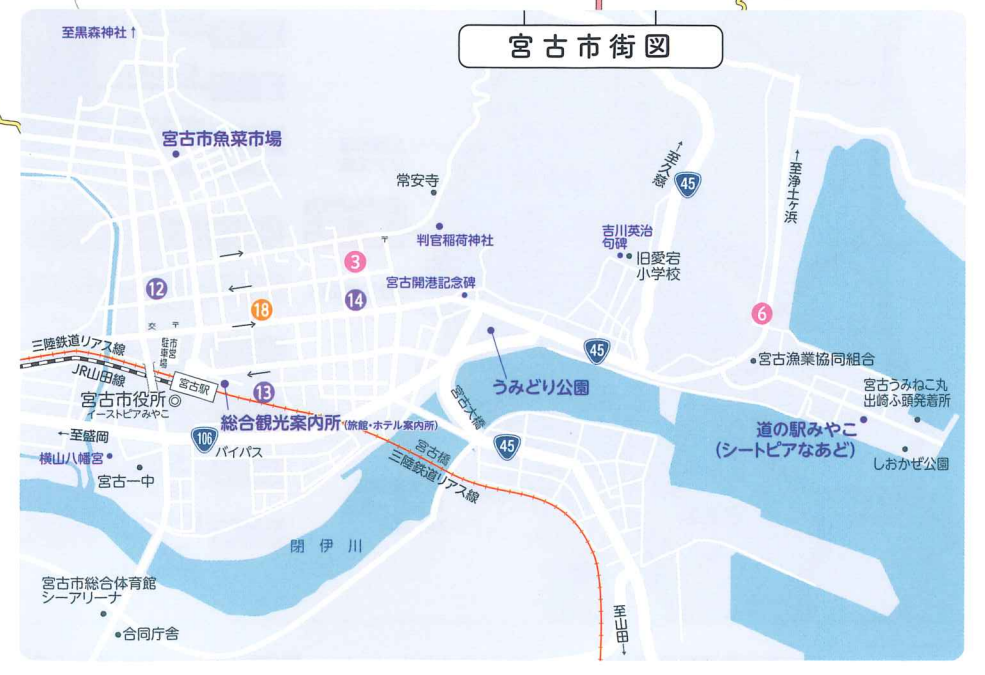 宮古市街図
至黒森神社↑
宮古市魚菜市場
常安寺
判官稲荷神社
〒
←至久慈
45
←至浄土ヶ浜
吉川英治
句碑
旧愛宕
小学校
3
12
14
宮古開港記念碑
18
6
交
〒
市営
駐車場
三陸鉄道リアス線
JR山田線
宮古駅
13
45
宮古漁業協同組合
うみどり公園
宮古市役所◎
イーストピアみやこ
総合観光案内所(旅館・ホテル案内所)
宮古大橋
宮古うみねこ丸
出崎ふ頭発着所
道の駅みやこ
(シートピアなあど)
←至盛岡
106
バイパス
宮古橋
45
しおかぜ公園
横山八幡宮
宮古一中
三陸鉄道リアス線
閉伊川
宮古市総合体育館
シーアリーナ
合同庁舎
至山田→